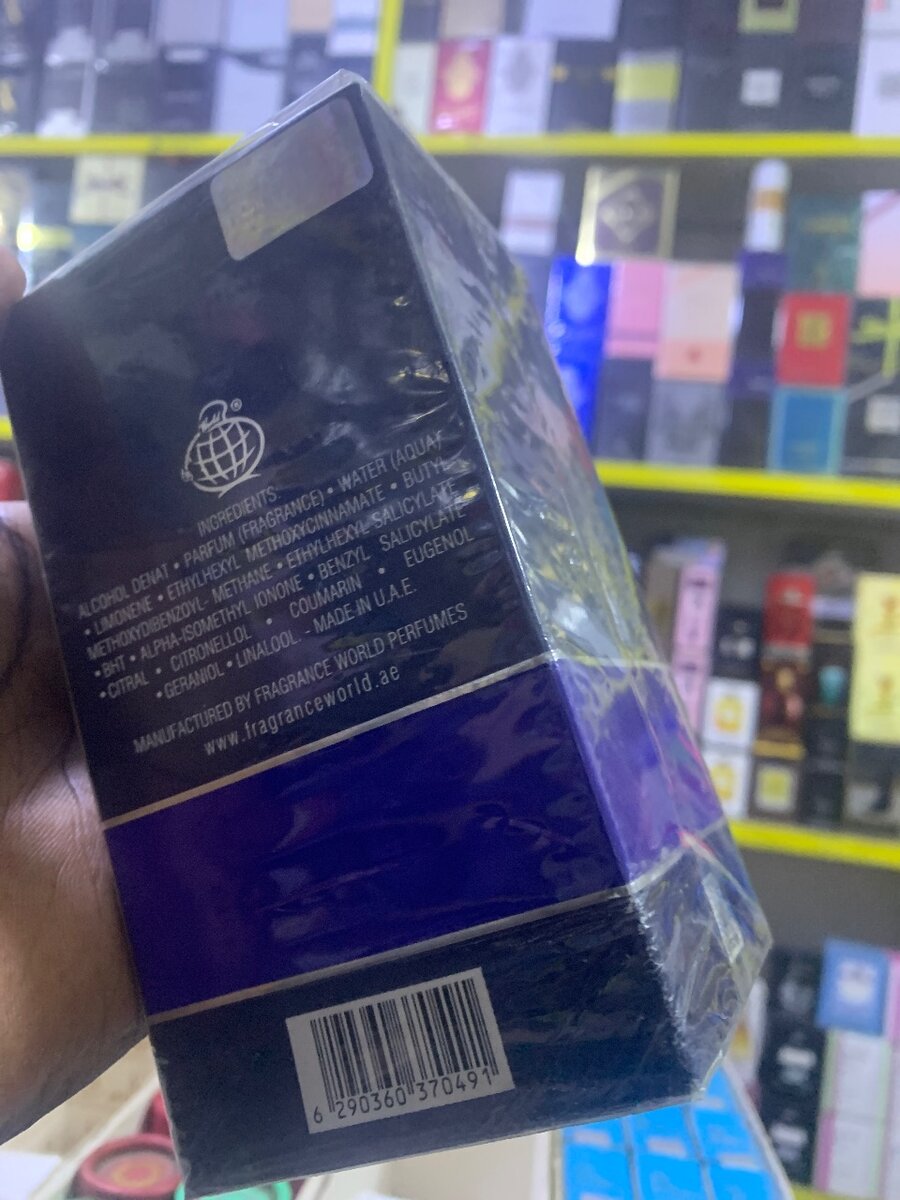 ®
INGREDIENTS:
ALCOHOL DENAT • PARFUM (FRAGRANCE) • WATER (AQUA)
• LIMONENE • ETHYLHEXYL METHOXYCINNAMATE • BUTYL
METHOXYDIBENZOYL- METHANE • ETHYLHEXYL SALICYLATE
• BHT • ALPHA-ISOMETHYL IONONE • BENZYL SALICYLATE
• CITRAL • CITRONELLOL • COUMARIN • EUGENOL
GERANIOL • LINALOOL - MADE IN U.A.E.
MANUFACTURED BY FRAGRANCE WORLD PERFUMES
www.fragranceworld.ae
6 290360 370491